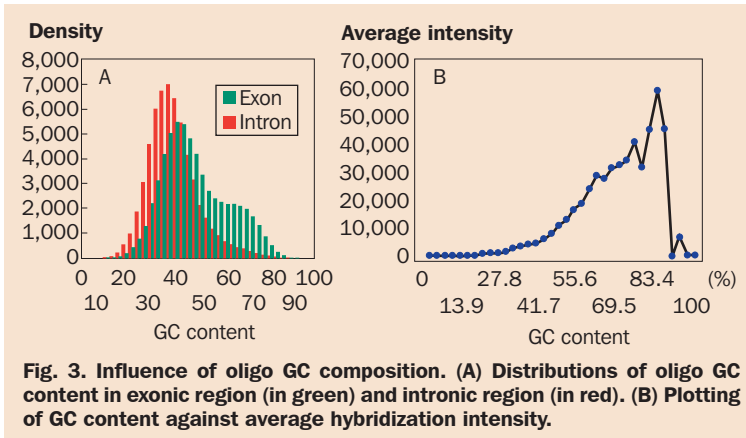 Density
8,000
7,000
6,000
5,000
4,000
3,000
2,000
1,000
0
A
Exon
Intron
0 20 40 60 80 100
10 30 50 70 90
GC content
Average intensity
70,000
60,000
50,000
40,000
30,000
20,000
10,000
0
B
0 27.8 55.6 83.4 (%)
13.9 41.7 69.5 100
GC content
Fig. 3. Influence of oligo GC composition. (A) Distributions of oligo GC
content in exonic region (in green) and intronic region (in red). (B) Plotting
of GC content against average hybridization intensity.